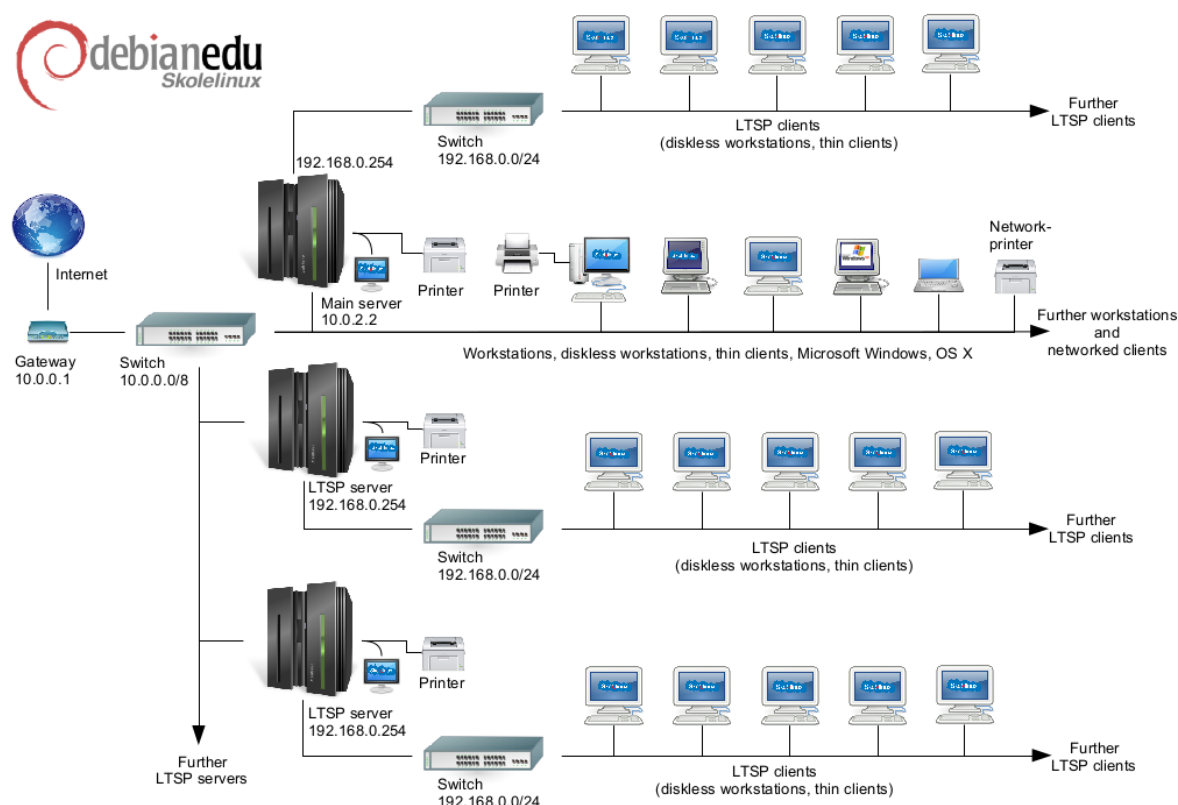 debianedu
Skolelinux
Further
LTSP clients
LTSP clients
(diskless workstations, thin clients)
Switch
192.168.0.0/24
192.168.0.254
Internet
Printer
Printer
Network-
printer
Main server
10.0.2.2
Further workstations
and
networked clients
Gateway
10.0.0.1
Switch
10.0.0.0/8
Workstations, diskless workstations, thin clients, Microsoft Windows, OS X
Printer
LTSP server
192.168.0.254
Switch
192.168.0.0/24
LTSP clients
(diskless workstations, thin clients)
Further
LTSP clients
Printer
LTSP server
192.168.0.254
Further
LTSP servers
Switch
192.168.0.0/24
LTSP clients
(diskless workstations, thin clients)
Further
LTSP clients